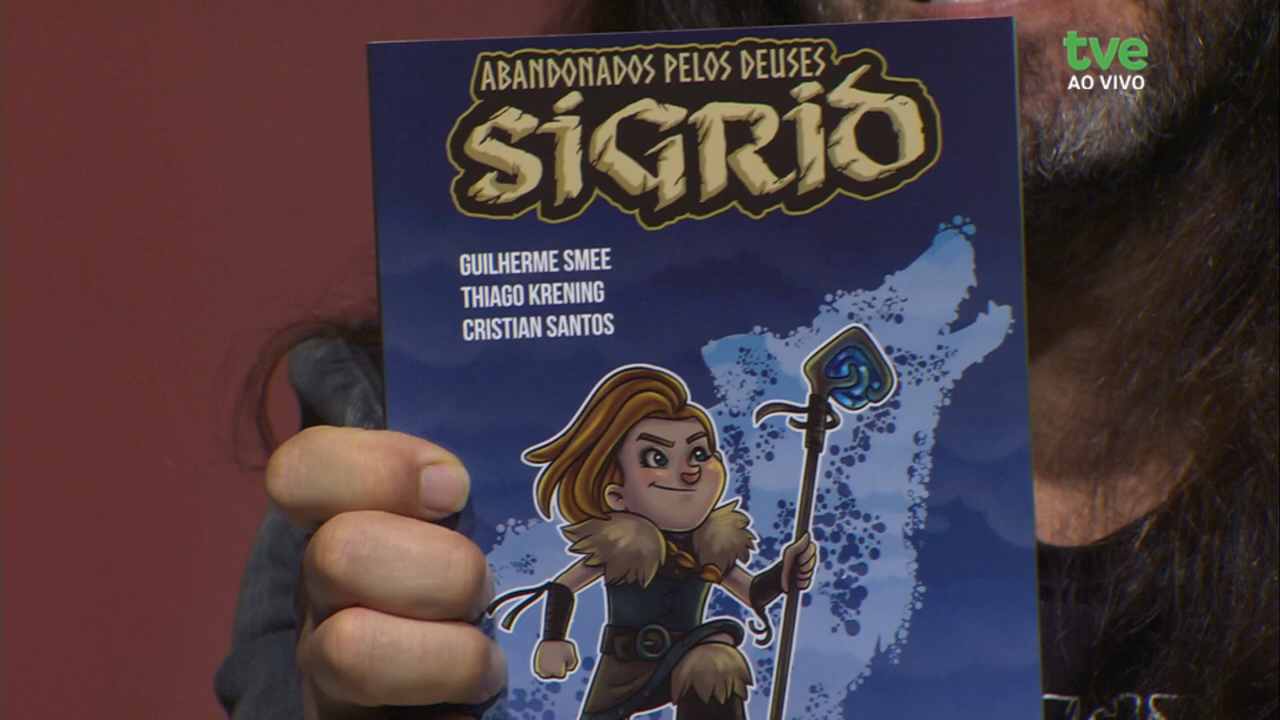 ABANDONADOS PELOS DEUSES
SIGRID
GUILHERME SMEE
THIAGO KRENING
CRISTIAN SANTOS
tve
AO VIVO